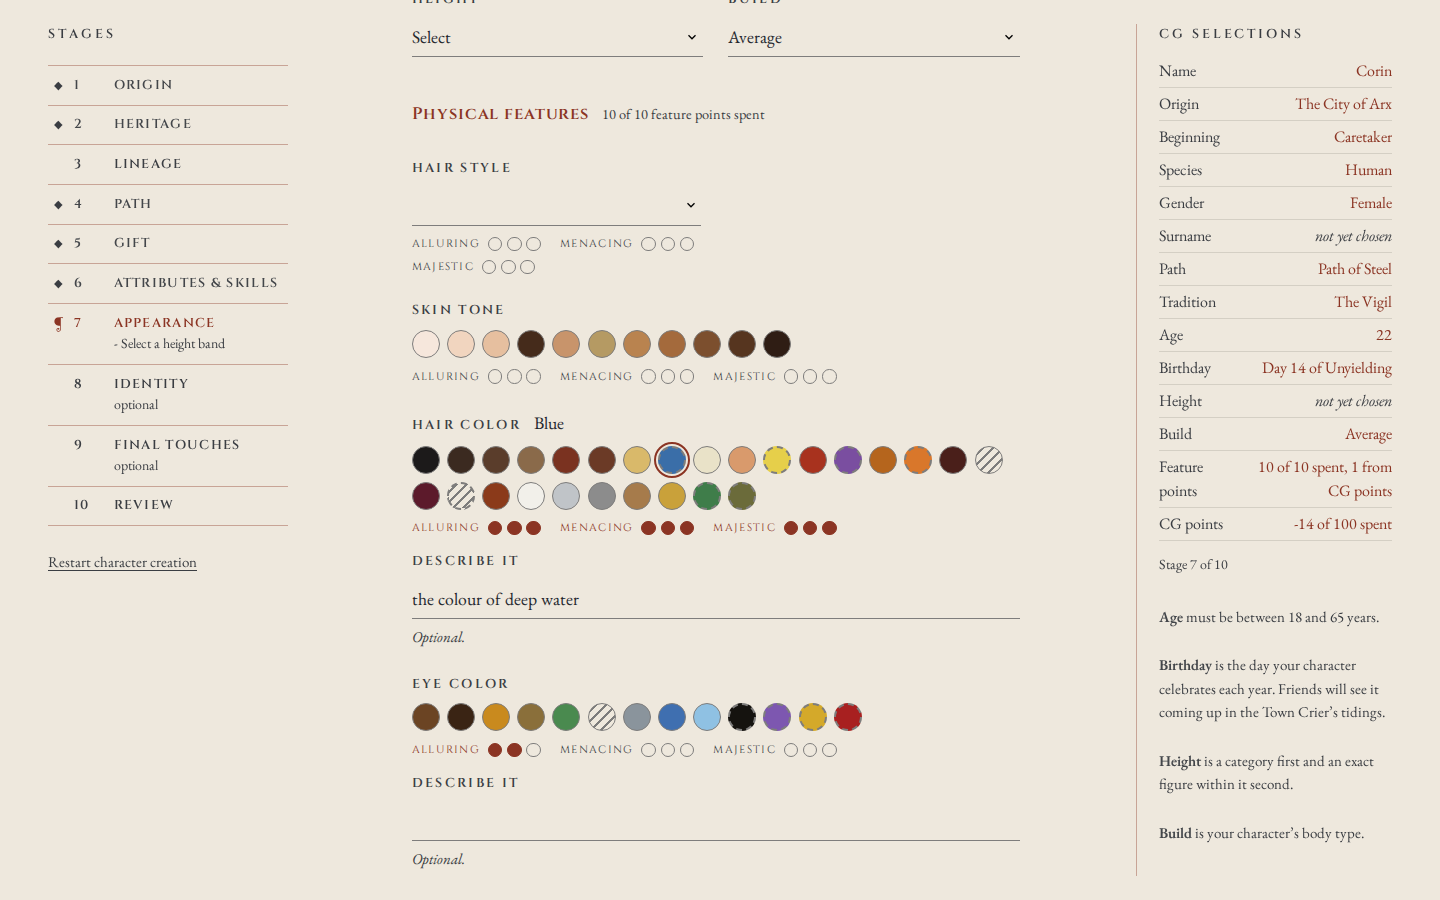 STAGES
1 ORIGIN
2 HERITAGE
3 LINEAGE
4 PATH
5 GIFT
6 ATTRIBUTES & SKILLS
¶ 7 APPEARANCE
- Select a height band
8 IDENTITY
optional
9 FINAL TOUCHES
optional
10 REVIEW
Restart character creation
HEIGHT BUILD
Select Average
PHYSICAL FEATURES 10 of 10 feature points spent
HAIR STYLE
ALLURING MENACING
MAJESTIC
SKIN TONE
ALLURING MENACING MAJESTIC
HAIR COLOR Blue
ALLURING MENACING MAJESTIC
DESCRIBE IT
the colour of deep water
Optional.
EYE COLOR
ALLURING MENACING MAJESTIC
DESCRIBE IT
Optional.
CG SELECTIONS
Name Corin
Origin The City of Arx
Beginning Caretaker
Species Human
Gender Female
Surname not yet chosen
Path Path of Steel
Tradition The Vigil
Age 22
Birthday Day 14 of Unyielding
Height not yet chosen
Build Average
Feature 10 of 10 spent, 1 from
points CG points
CG points -14 of 100 spent
Stage 7 of 10
Age must be between 18 and 65 years.
Birthday is the day your character
celebrates each year. Friends will see it
coming up in the Town Crier’s tidings.
Height is a category first and an exact
figure within it second.
Build is your character’s body type.